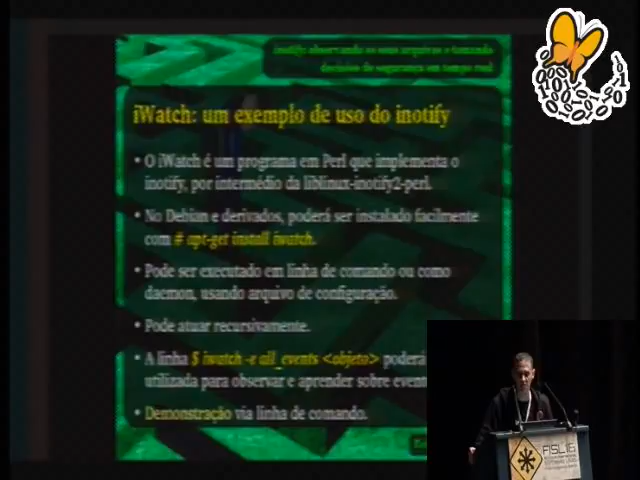 inotify: observando os seus arquivos e tomando
decisões de segurança em tempo real
iWatch: um exemplo de uso do inotify
• O iWatch é um programa em Perl que implementa o
inotify, por intermédio da liblinux-inotify2-perl.
• No Debian e derivados, poderá ser instalado facilmente
com # apt-get install iwatch.
• Pode ser executado em linha de comando ou como
daemon, usando arquivo de configuração.
• Pode atuar recursivamente.
• A linha $ iwatch -e all_events <objeto> poderá
utilizada para observar e aprender sobre event
• Demonstração via linha de comando.
FISL16